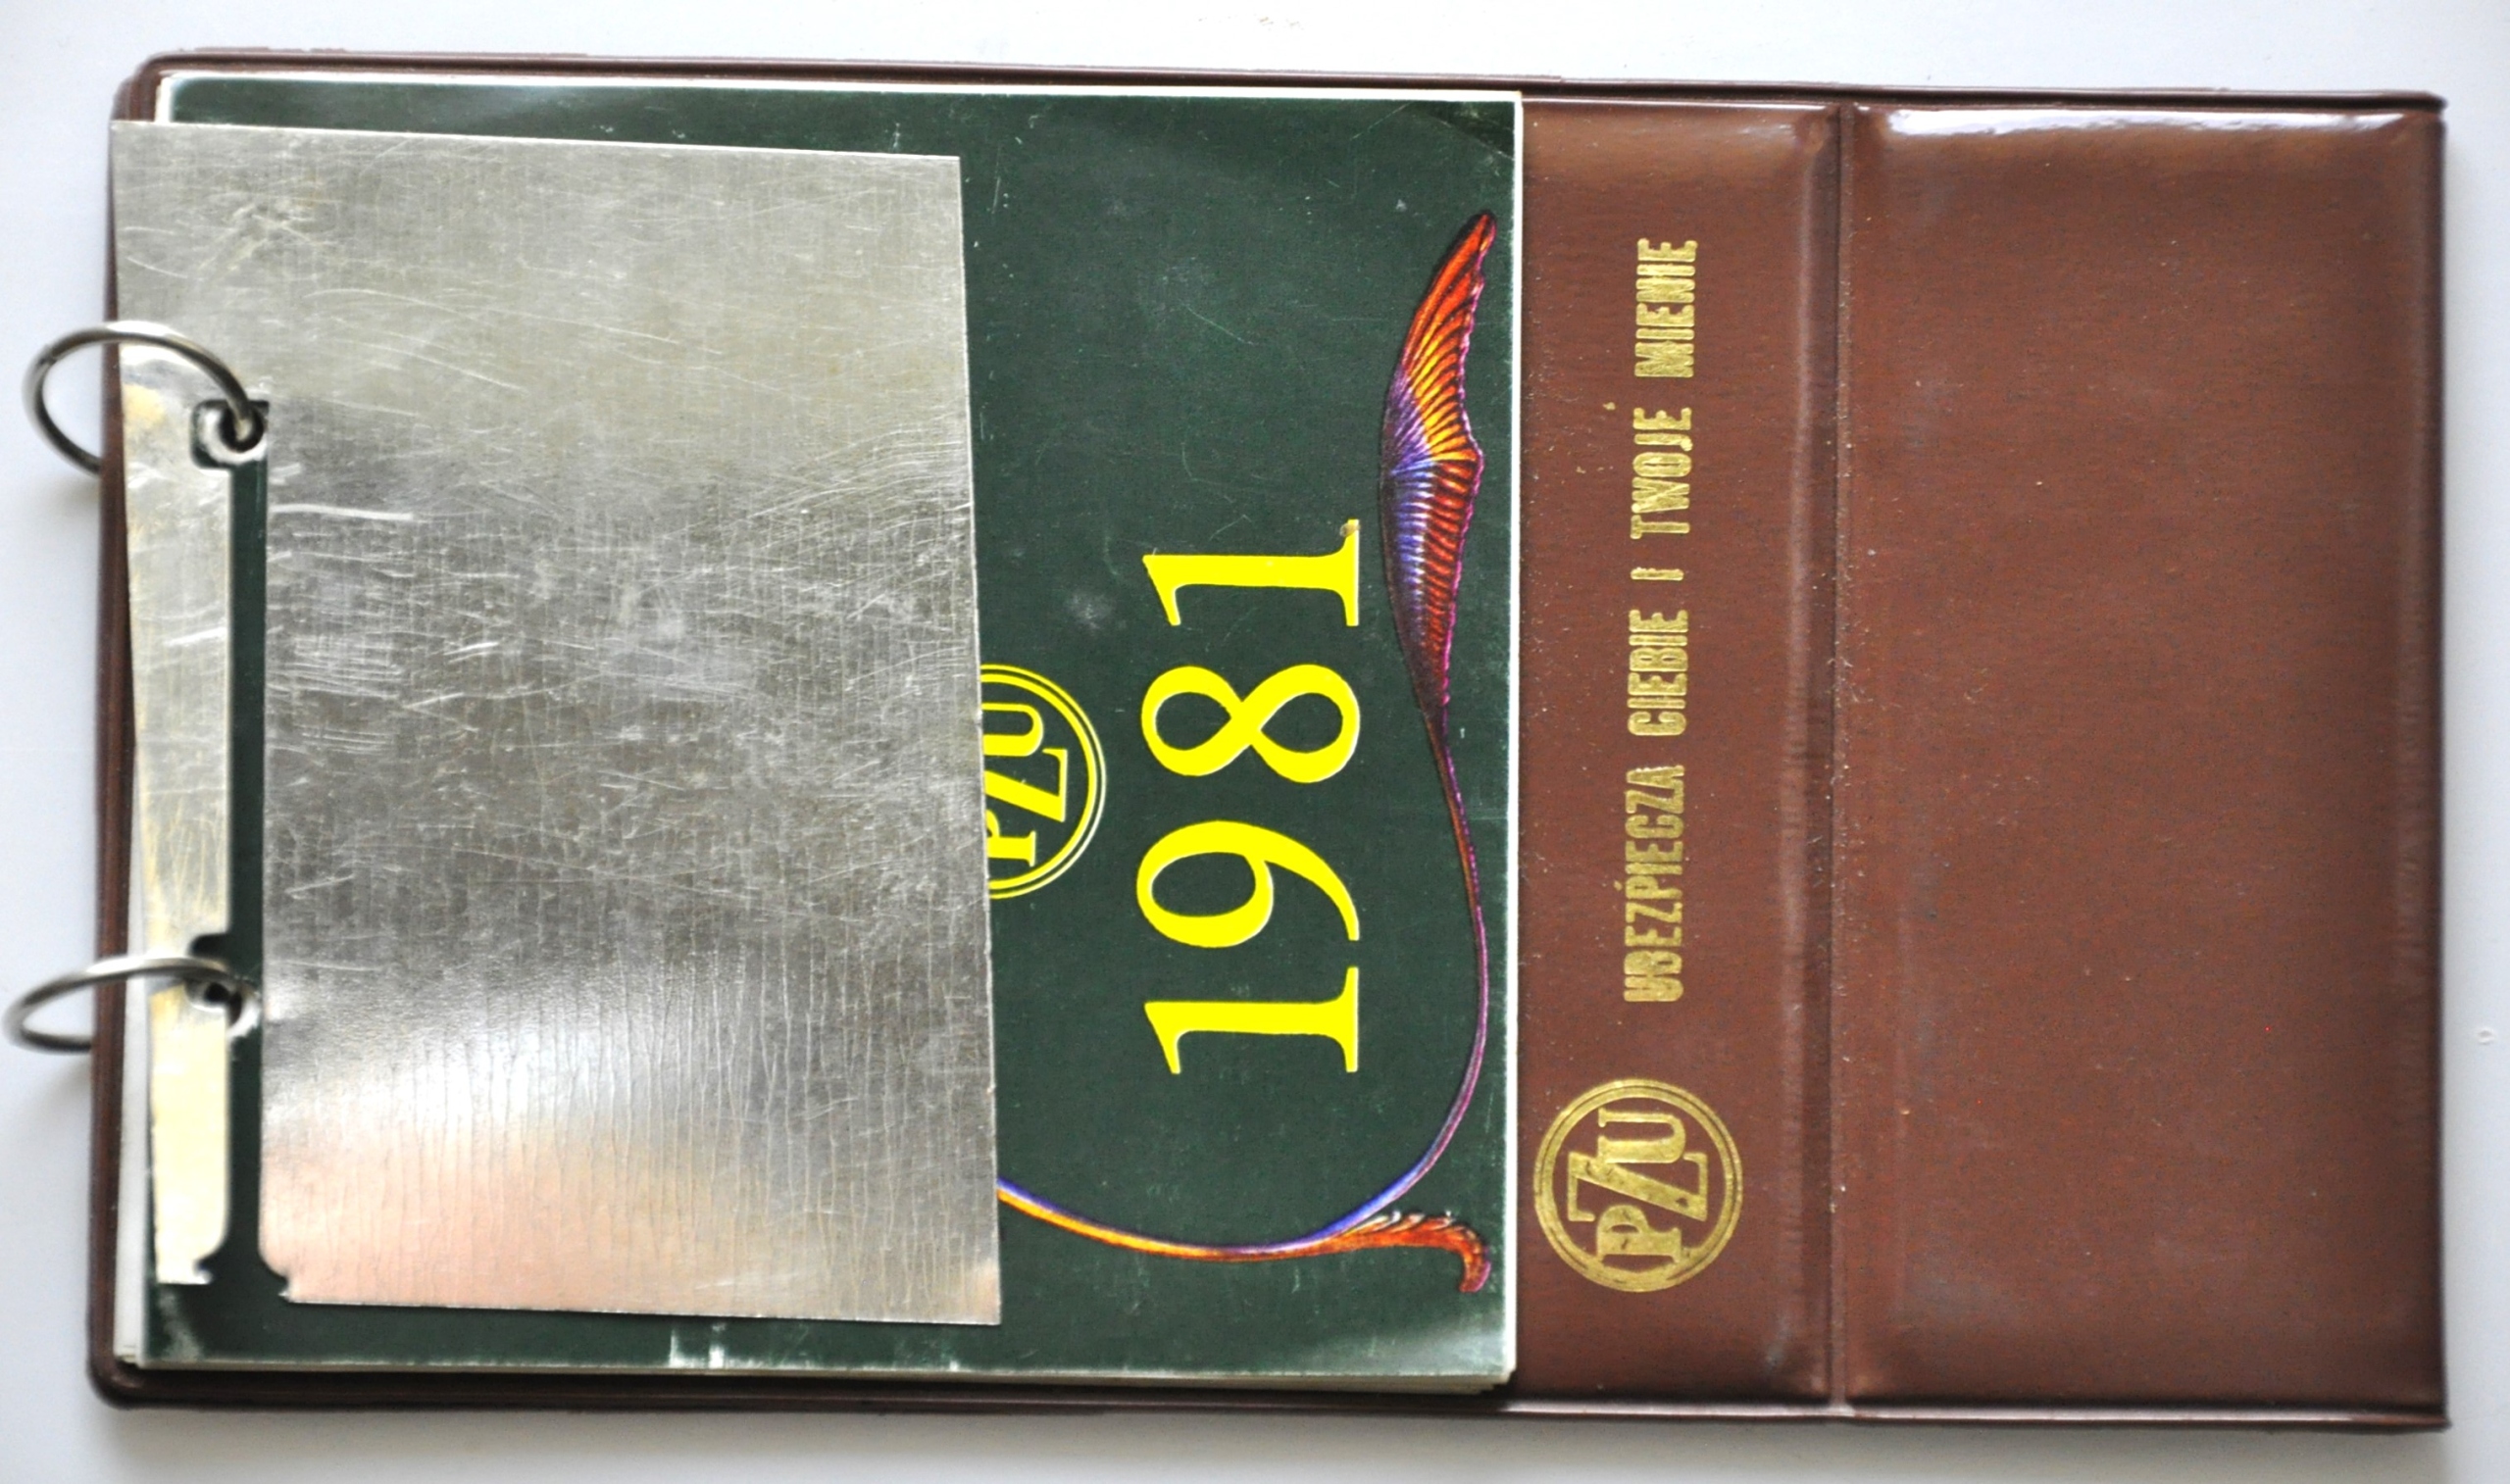 PZU
1981
PZU UBEZPIECZA CIEBIE I TWOJE MIENIE